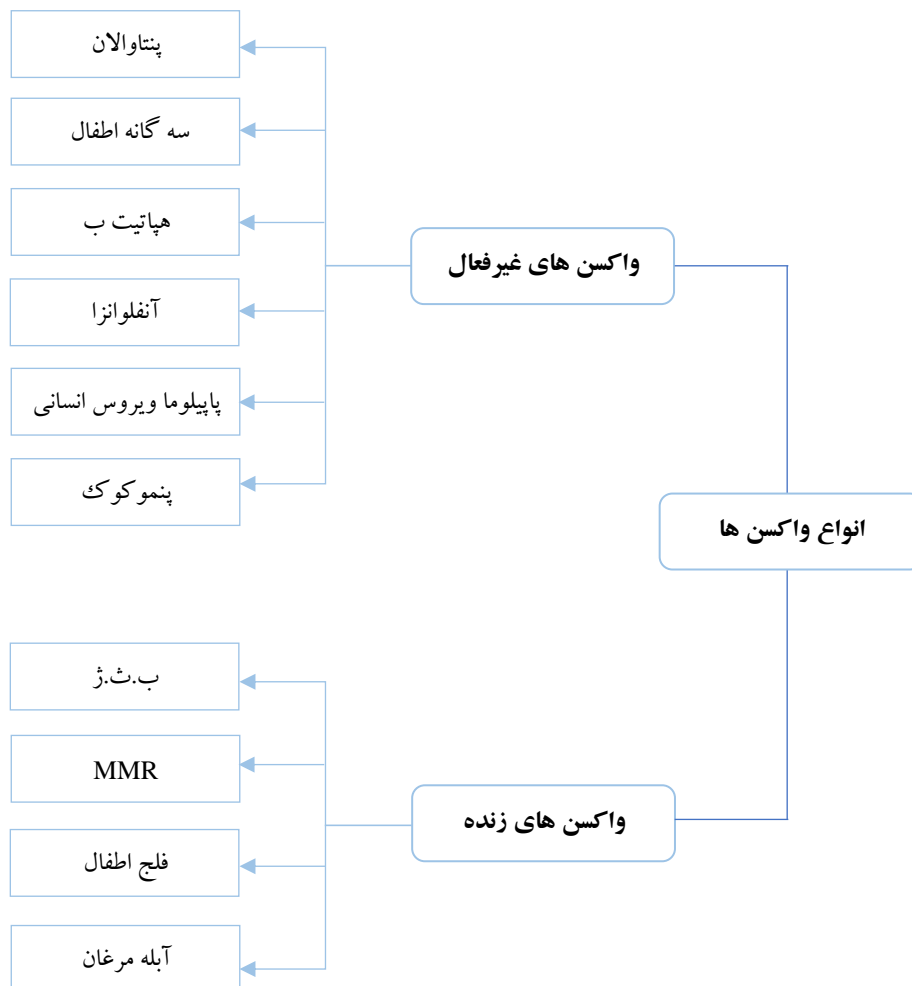 انواع واکسن ها
واکسن های غیرفعال
پنتاوالان
سه گانه اطفال
هپاتیت ب
آنفلوانزا
پاپیلوما ویروس انسانی
پنموکوک
واکسن های زنده
ب.ث.ژ
MMR
فلج اطفال
آبله مرغان